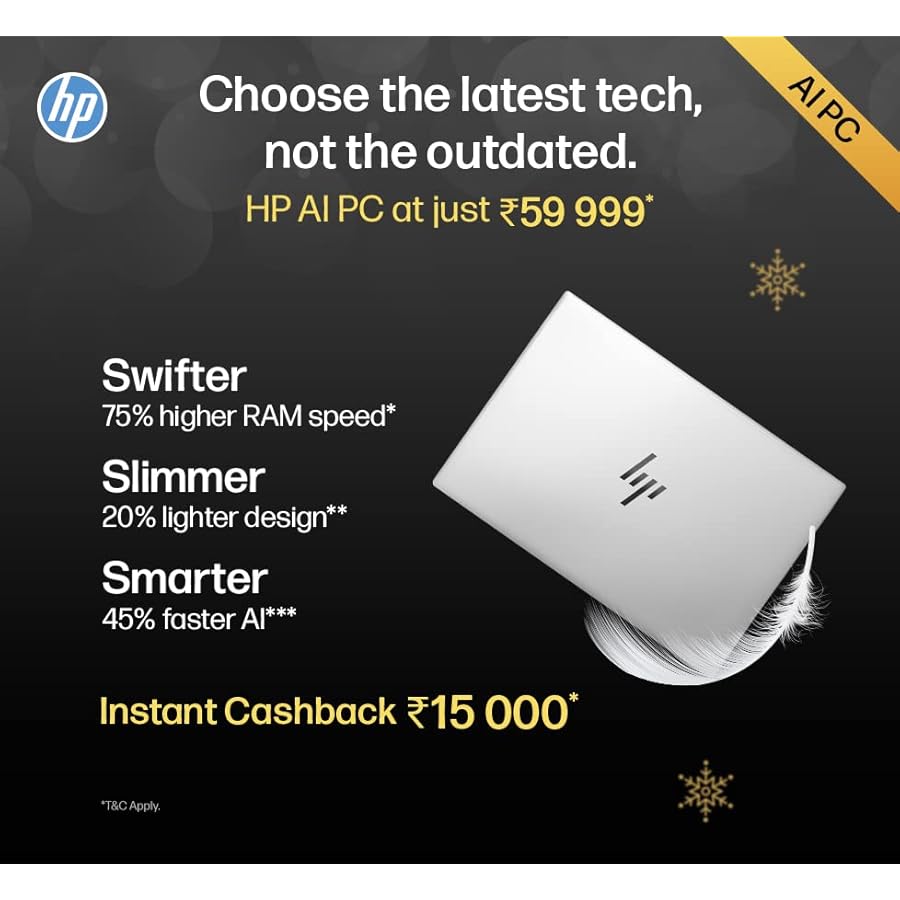 hp
Choose the latest tech,
not the outdated.
HP AI PC at just ₹59 999*
AI PC
Swifter
75% higher RAM speed*
Slimmer
20% lighter design**
Smarter
45% faster AI***
hp
Instant Cashback ₹15 000*
*T&C Apply.